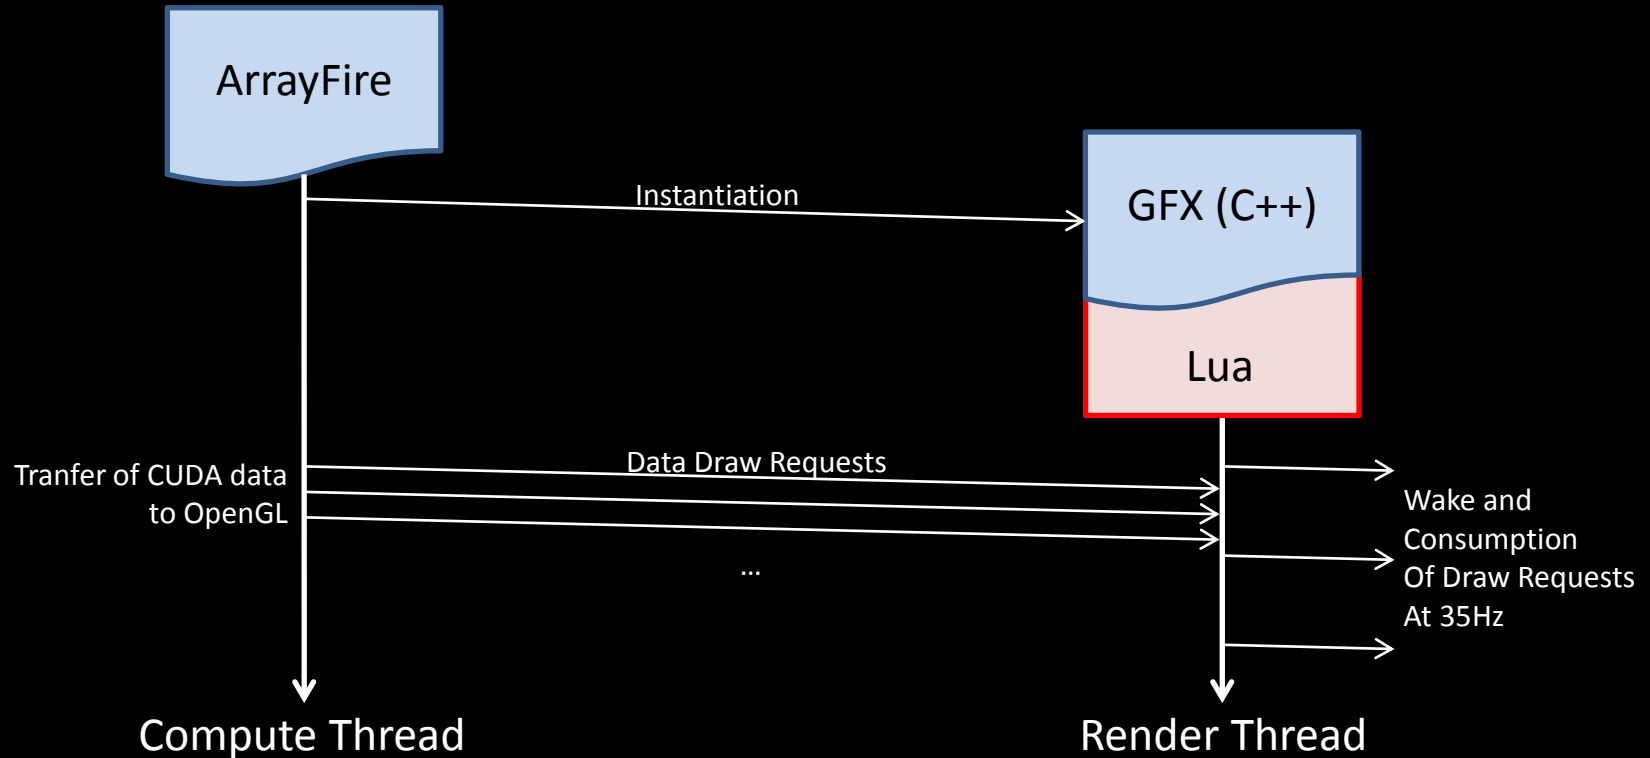 ArrayFire
Instantiation
GFX (C++)
Lua
Tranfer of CUDA data
to OpenGL
Data Draw Requests
...
Wake and
Consumption
Of Draw Requests
At 35Hz
Compute Thread
Render Thread